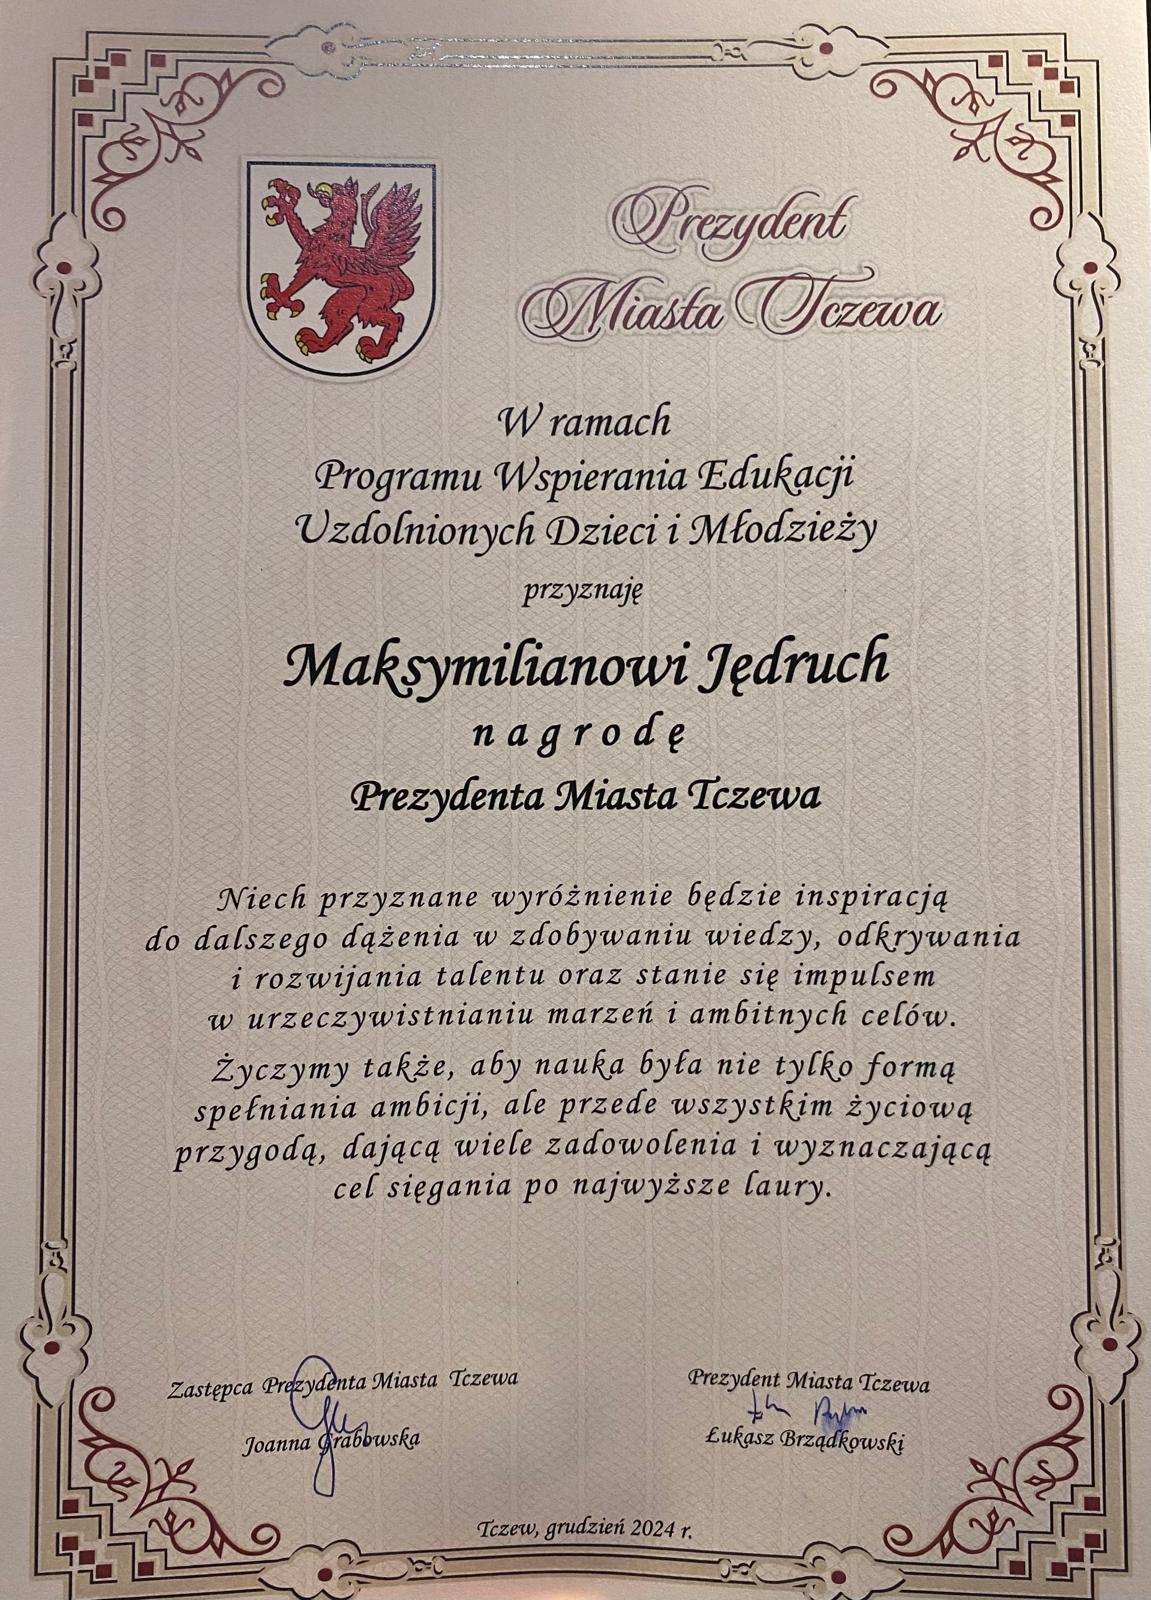 Prezydent
Miasta Tczewa
W ramach
Programu Wspierania Edukacji
Uzdolnionych Dzieci i Młodzieży
przyznaję
Maksymilianowi Jędruch
nagrodę
Prezydenta Miasta Tczewa
Niech przyznane wyróżnienie będzie inspiracją
do dalszego dążenia w zdobywaniu wiedzy, odkrywania
i rozwijania talentu oraz stanie się impulsem
w urzeczywistnianiu marzeń i ambitnych celów.
Życzymy także, aby nauka była nie tylko formą
spełniania ambicji, ale przede wszystkim życiową
przygodą, dającą wiele zadowolenia i wyznaczającą
cel sięgania po najwyższe laury.
Zastępca Prezydenta Miasta Tczewa
Joanna Grabowska
Prezydent Miasta Tczewa
Łukasz Brządkowski
Tczew, grudzień 2024 r.